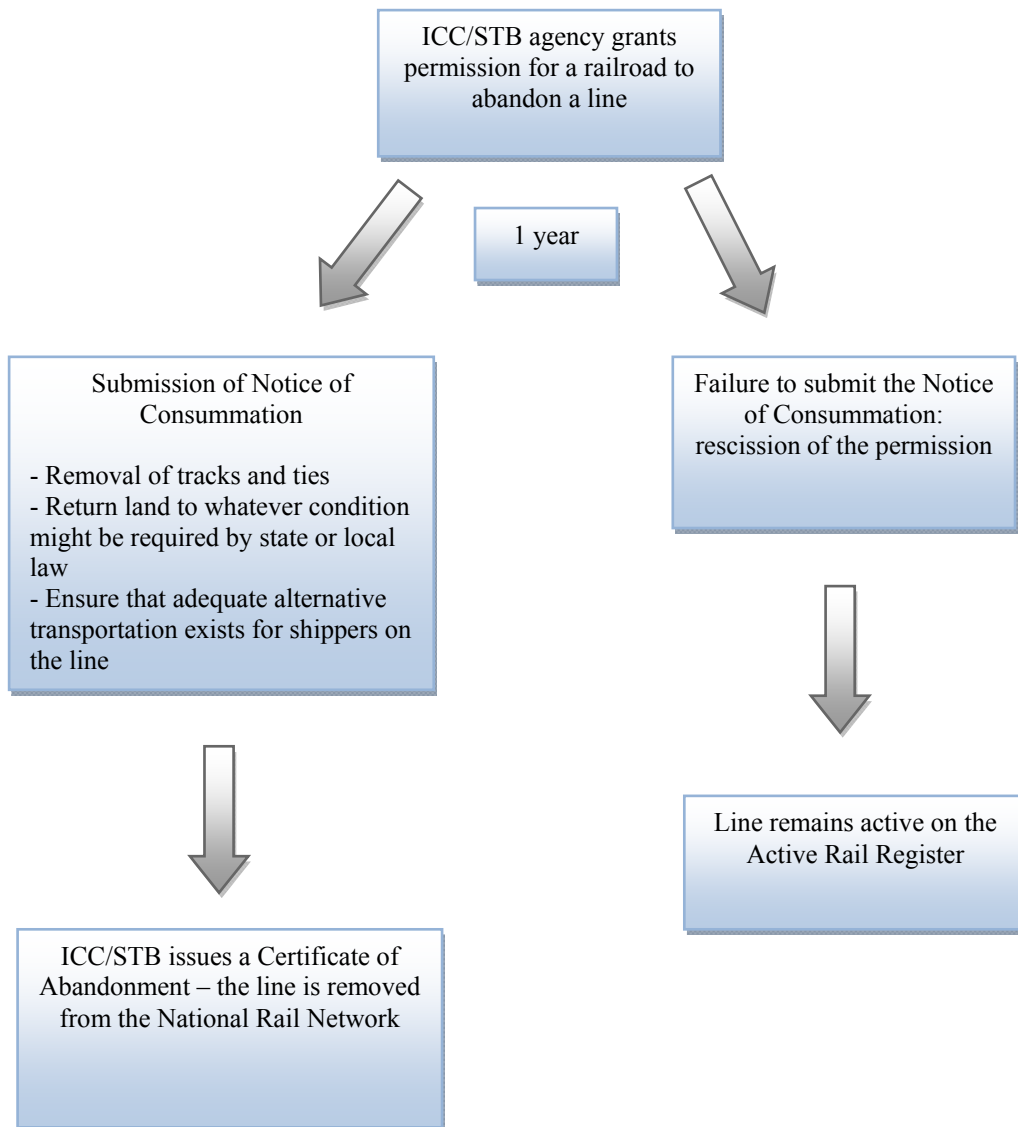 ICC/STB agency grants
permission for a railroad to
abandon a line
1 year
Submission of Notice of
Consummation
- Removal of tracks and ties
- Return land to whatever condition
might be required by state or local
law
- Ensure that adequate alternative
transportation exists for shippers on
the line
Failure to submit the Notice
of Consummation:
rescission of the permission
Line remains active on the
Active Rail Register
ICC/STB issues a Certificate of
Abandonment – the line is removed
from the National Rail Network